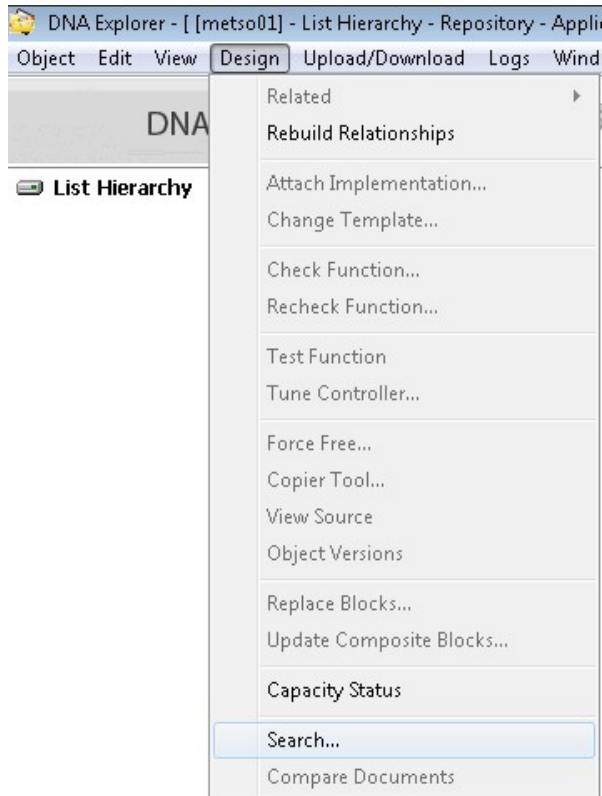 DNA Explorer - [ [metso01] - List Hierarchy - Repository - Appli
Object Edit View Design Upload/Download Logs Wind
DNA
List Hierarchy
Related
Rebuild Relationships
Attach Implementation...
Change Template...
Check Function...
Recheck Function...
Test Function
Tune Controller...
Force Free...
Copier Tool...
View Source
Object Versions
Replace Blocks...
Update Composite Blocks...
Capacity Status
Search...
Compare Documents